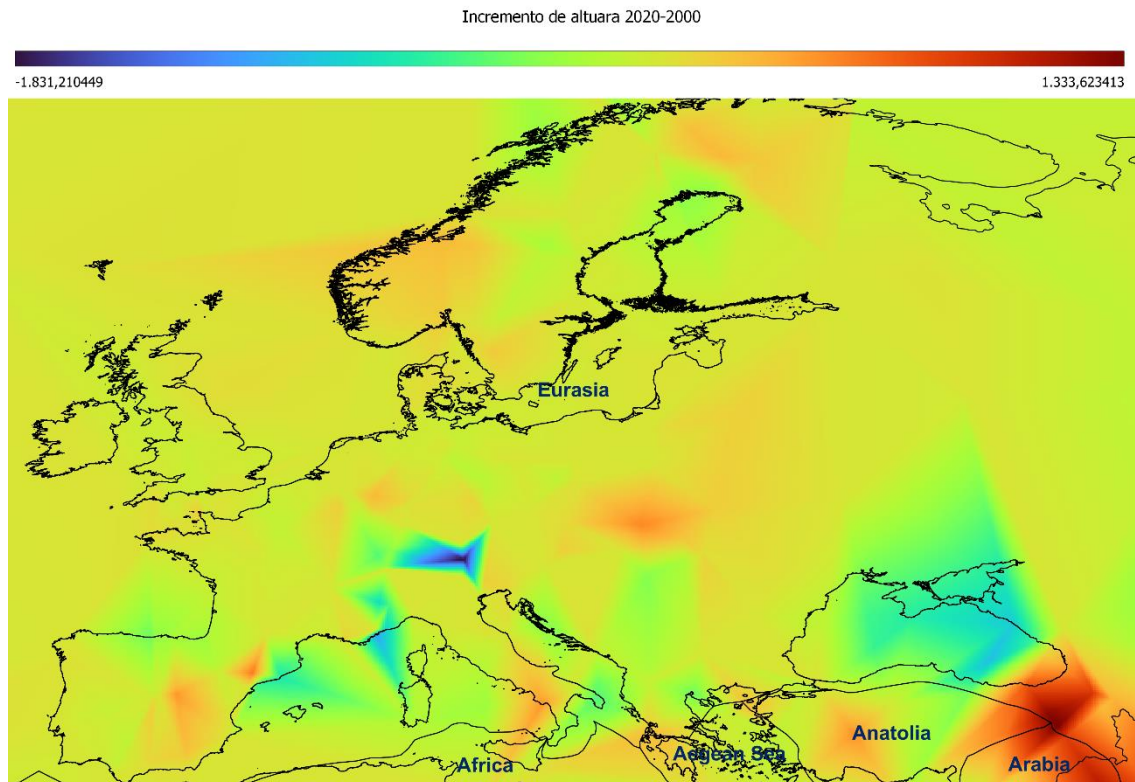 Incremento de altuara 2020-2000
-1.831,210449 1.333,623413
Eurasia
Anatolia
Aegean Sea
Africa
Arabia